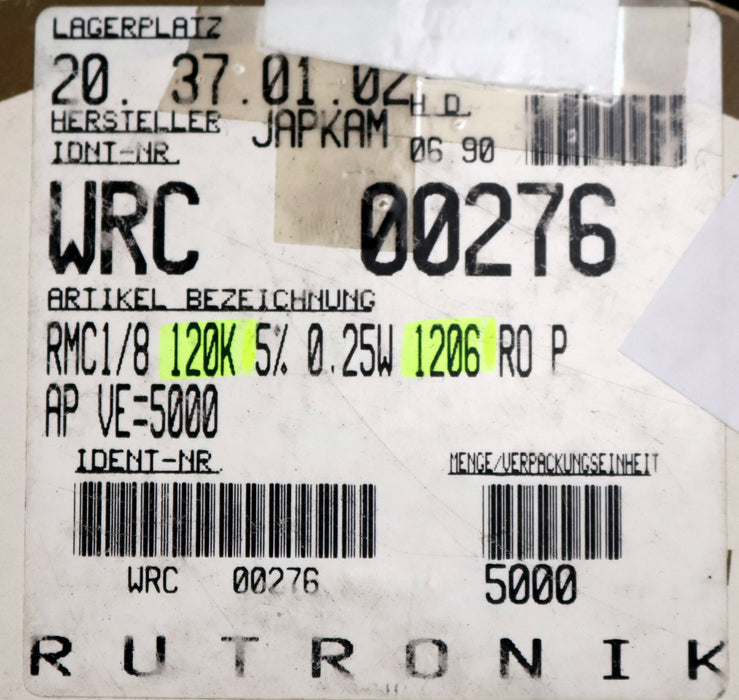 LAGERPLATZ
20. 37.01.02
HERSTELLER JAPKAM H D.
IDNT-NR. 06 90
WRC 00276
ARTIKEL BEZEICHNUNG
RMC1/8 120K 5% 0.25W 1206 RO P
AP VE=5000
IDENT-NR. MENGE/VERPACKUNGSEINHEIT
WRC 00276 5000
RUTRONIK